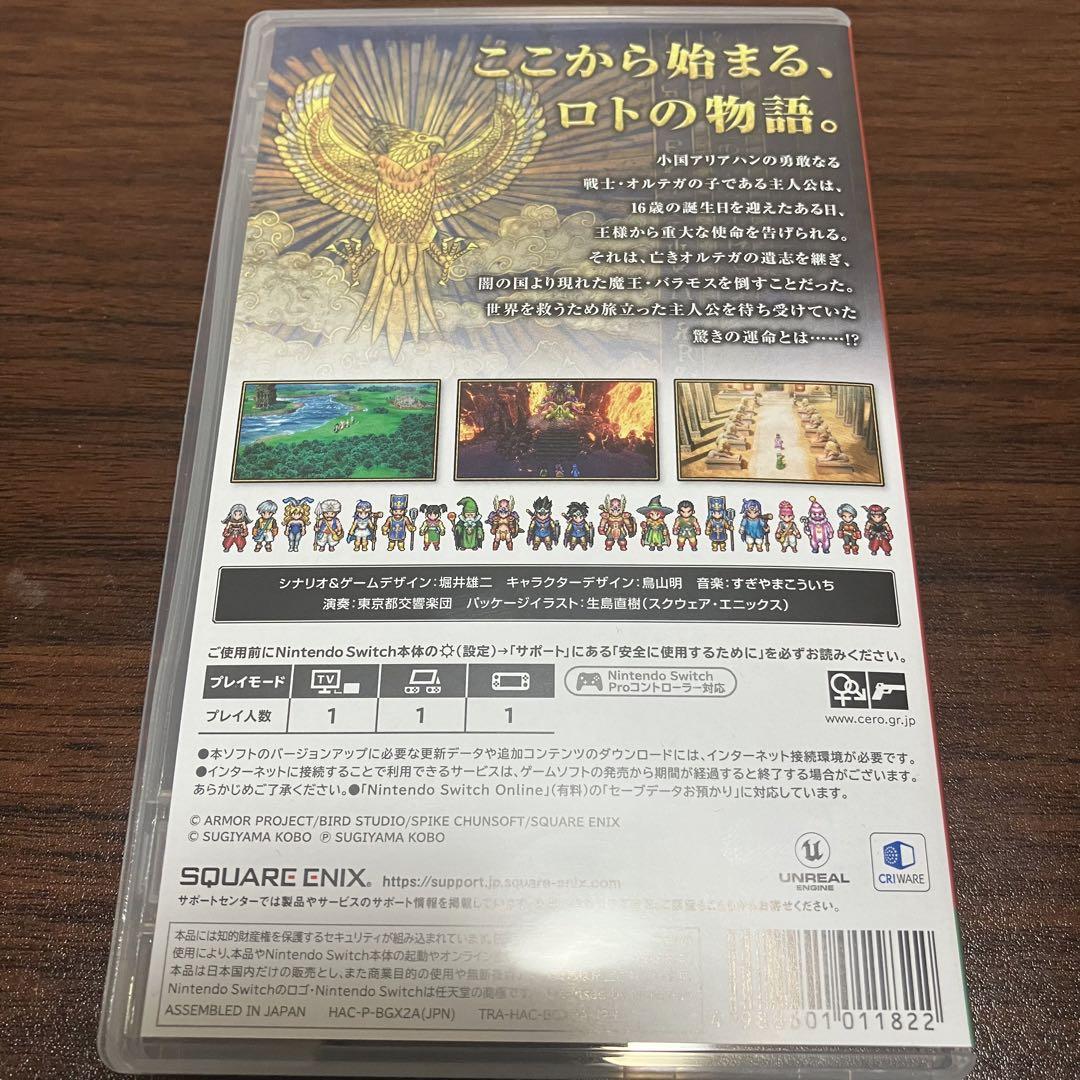 ここから始まる、
ロトの物語。
小国アリアハンの勇敢なる
戦士・オルテガの子である主人公は、
16歳の誕生日を迎えたある日、
王様から重大な使命を告げられる。
それは、亡きオルテガの遺志を継ぎ、
闇の国より現れた魔王・バラモスを倒すことだった。
世界を救うため旅立った主人公を待ち受けていた
驚きの運命とは……!?
シナリオ&ゲームデザイン:堀井雄二 キャラクターデザイン:鳥山明 音楽:すぎやまこういち
演奏:東京都交響楽団 パッケージイラスト:生島直樹(スクウェア・エニックス)
ご使用前にNintendo Switch本体の(設定)→「サポート」にある「安全に使用するために」を必ずお読みください。
プレイモード TV
Nintendo Switch
Proコントローラー対応
プレイ人数 1 1 1
www.cero.gr.jp
●本ソフトのバージョンアップに必要な更新データや追加コンテンツのダウンロードには、インターネット接続環境が必要です。
●インターネットに接続することで利用できるサービスは、ゲームソフトの発売から期間が経過すると終了する場合がございます。
あらかじめご了承ください。●「Nintendo Switch Online」(有料)の「セーブデータお預かり」に対応しています。
© ARMOR PROJECT/BIRD STUDIO/SPIKE CHUNSOFT/SQUARE ENIX
© SUGIYAMA KOBO ℗ SUGIYAMA KOBO
SQUARE ENIX. https://support.jp.square-enix.com
UNREAL
ENGINE
CRIWARE
サポートセンターでは製品やサービスのサポート情報を掲載しています
お寄せください。
本品には知的財産権を保護するセキュリティが組み込まれています。
使用により、本品やNintendo Switch本体の起動やオンライン
本品は日本国内だけの販売とし、また商業目的の使用や無断複
Nintendo Switchのロゴ・Nintendo Switchは任天堂の商標です。
ASSEMBLED IN JAPAN HAC-P-BGX2A(JPN) TRA-HAC-
011822